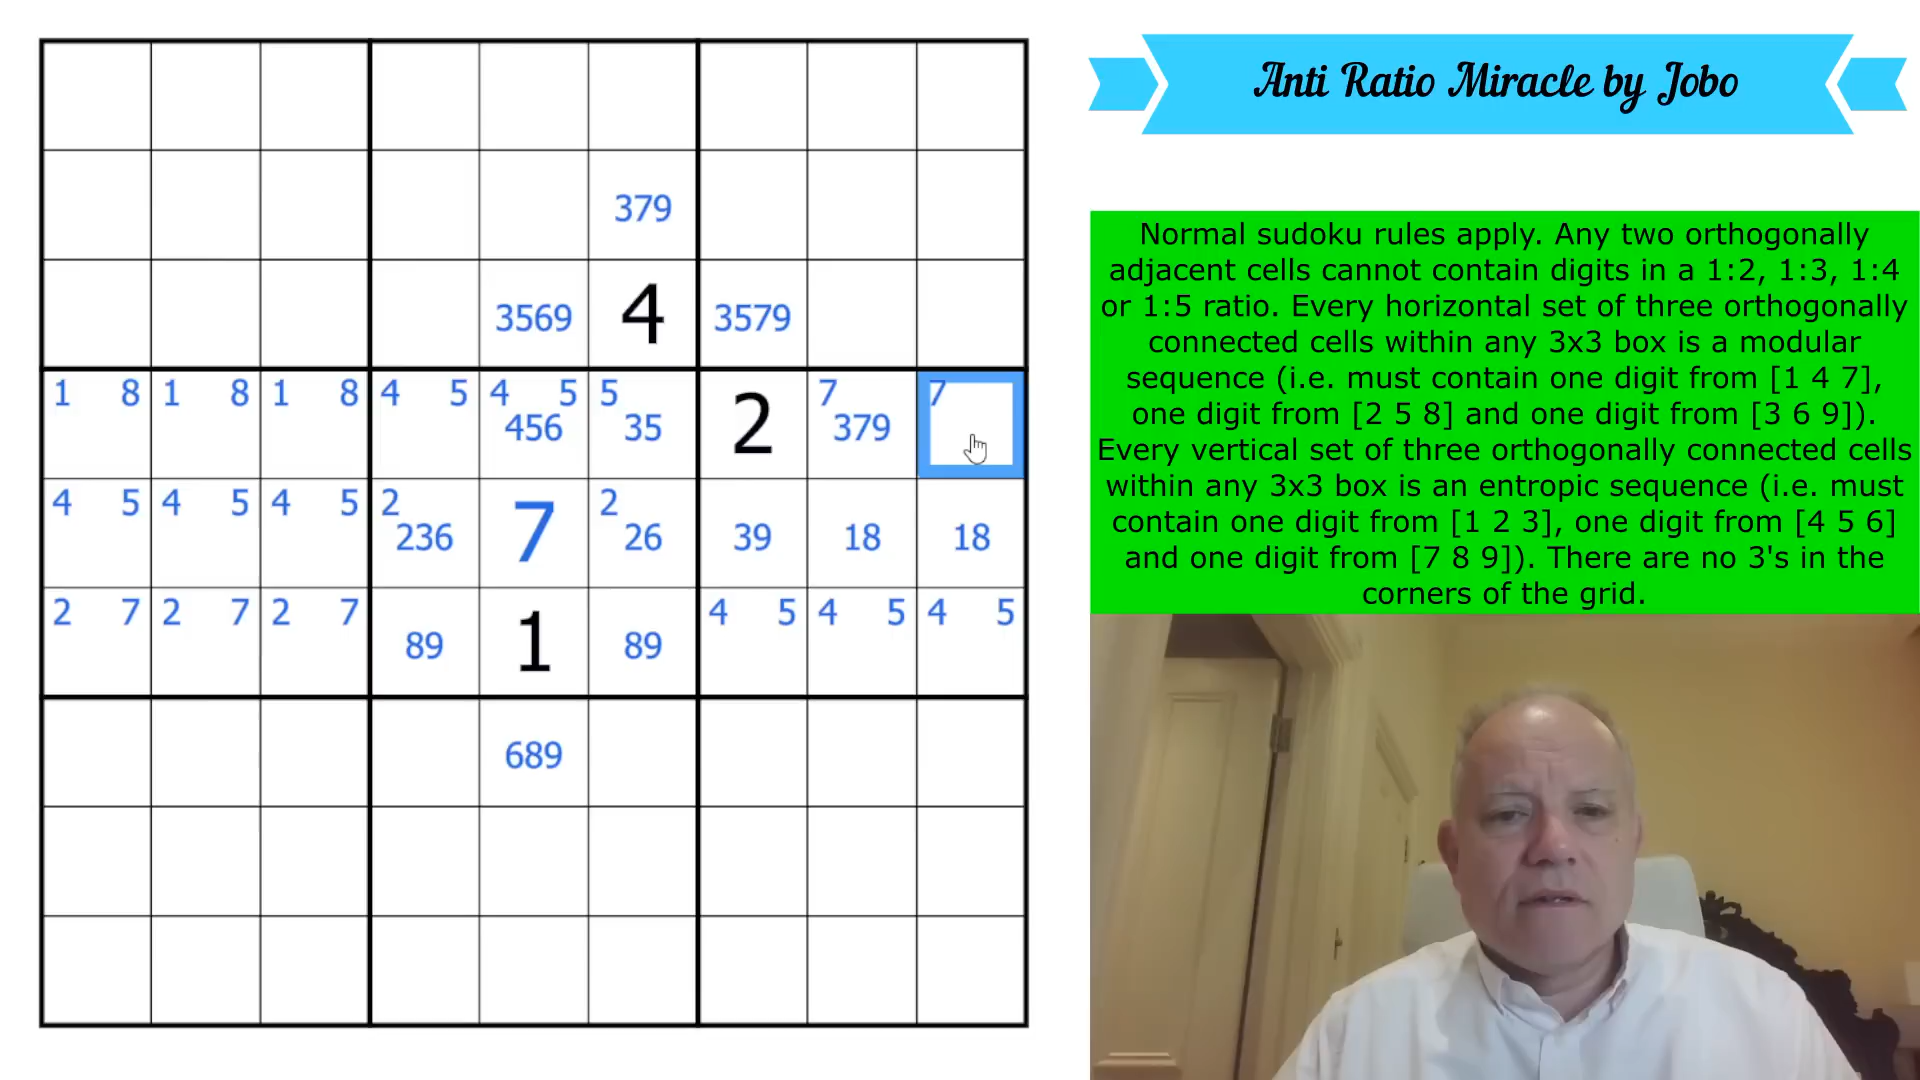 Anti Ratio Miracle by Jobo
Normal sudoku rules apply. Any two orthogonally
adjacent cells cannot contain digits in a 1:2, 1:3, 1:4
or 1:5 ratio. Every horizontal set of three orthogonally
connected cells within any 3x3 box is a modular
sequence (i.e. must contain one digit from [1 4 7],
one digit from [2 5 8] and one digit from [3 6 9]).
Every vertical set of three orthogonally connected cells
within any 3x3 box is an entropic sequence (i.e. must
contain one digit from [1 2 3], one digit from [4 5 6]
and one digit from [7 8 9]). There are no 3's in the
corners of the grid.
379
3569 4 3579
1 8 1 8 1 8 4 5 4 5 5 7 7
456 35 2 379
4 5 4 5 4 5 2 2
236 7 26 39 18 18
2 7 2 7 2 7 4 5 4 5 4 5
89 1 89
689